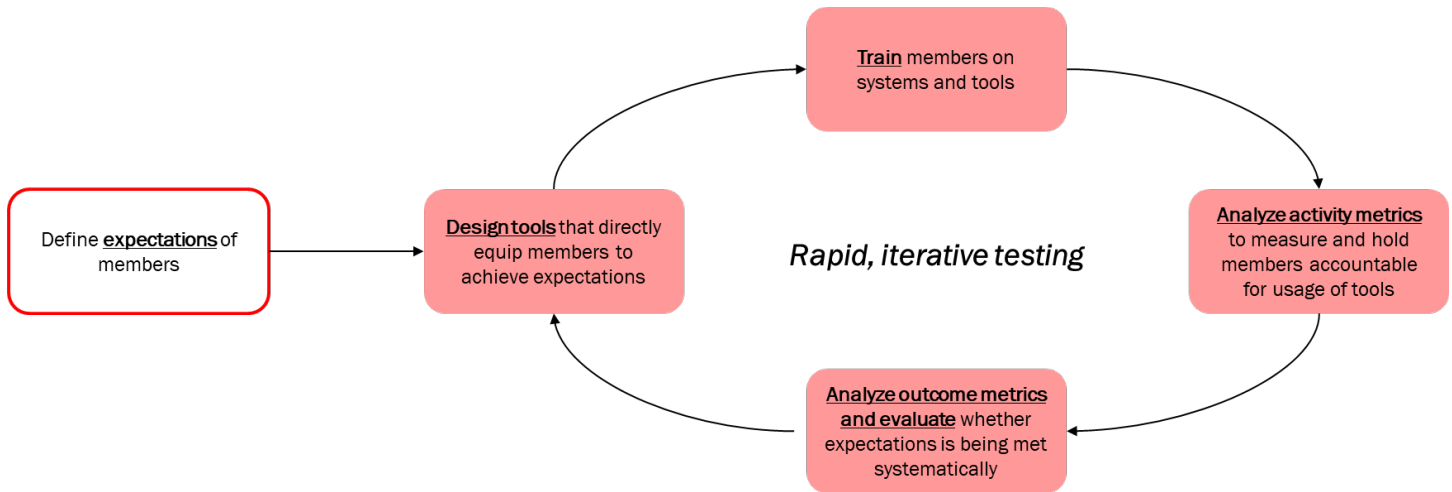 Train members on
systems and tools
Define expectations of
members
Design tools that directly
equip members to
achieve expectations
Rapid, iterative testing
Analyze activity metrics
to measure and hold
members accountable
for usage of tools
Analyze outcome metrics
and evaluate whether
expectations is being met
systematically